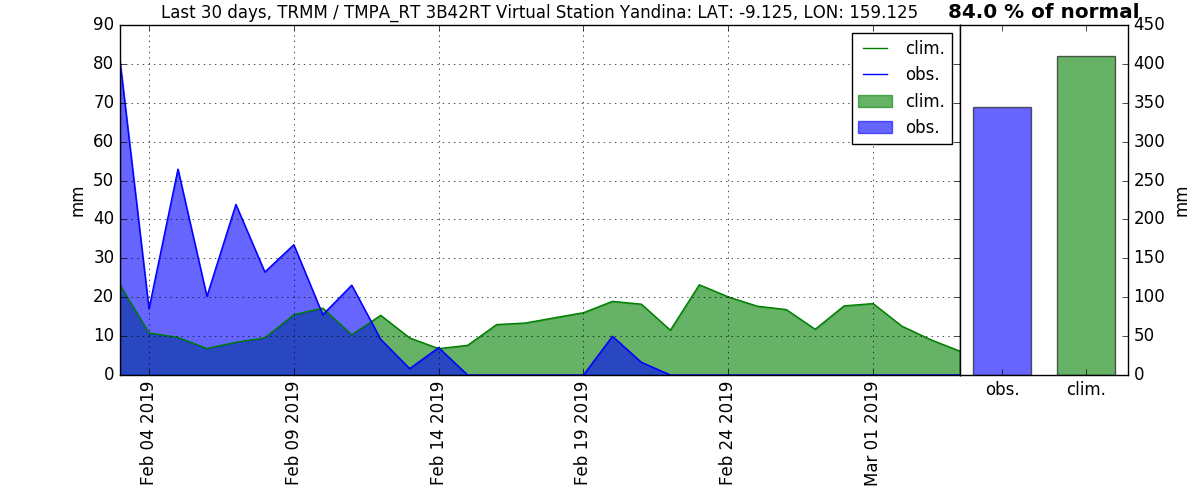 Last 30 days, TRMM / TMPA_RT 3B42RT Virtual Station Yandina: LAT: -9.125, LON: 159.125
84.0 % of normal
90
80
70
60
50
40
30
20
10
0
mm
clim.
obs.
clim.
obs.
Feb 04 2019
Feb 09 2019
Feb 14 2019
Feb 19 2019
Feb 24 2019
Mar 01 2019
450
400
350
300
250
200
150
100
50
0
mm
obs.
clim.